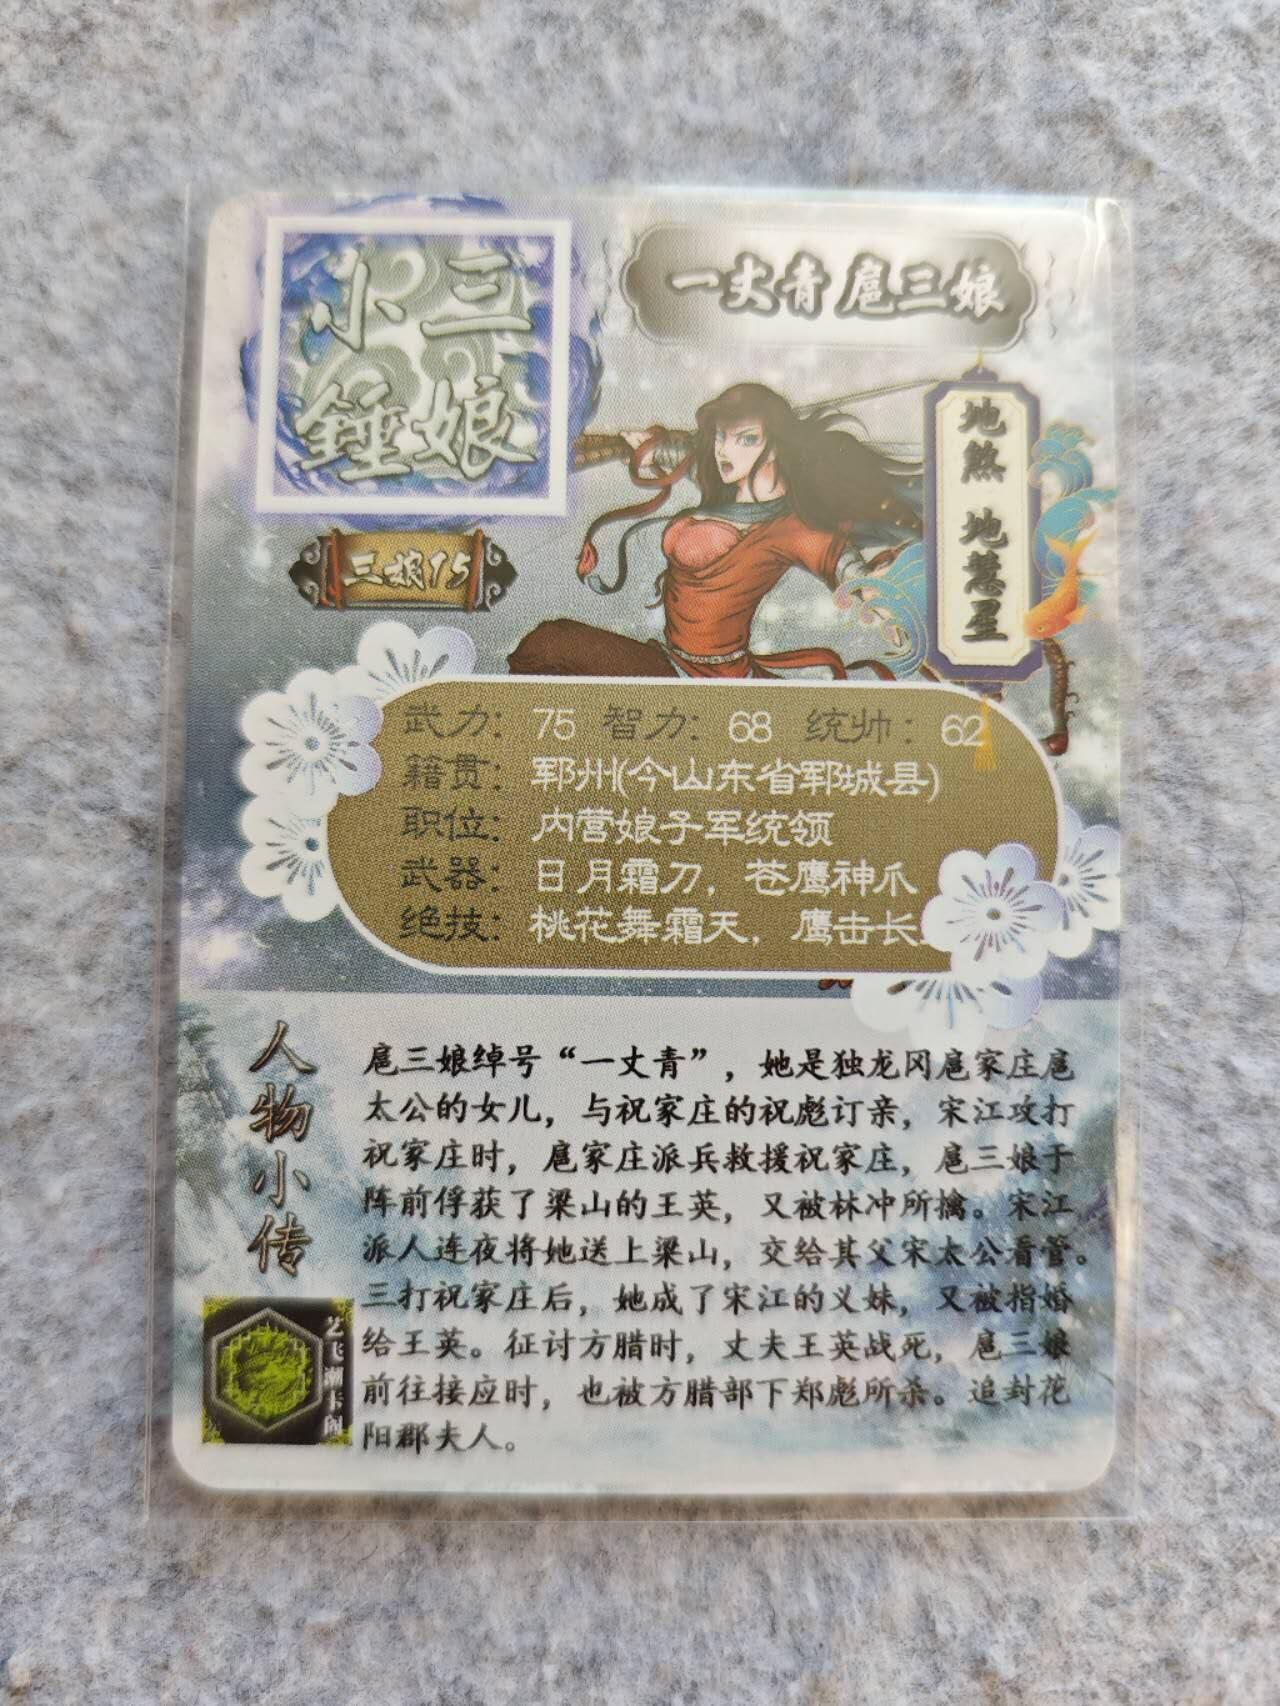 小三
錘娘
一丈青 扈三娘
三娘15
地煞 地慧星
武力: 75 智力: 68 统帅: 62
籍贯: 郓州(今山东省郓城县)
职位: 内营娘子军统领
武器: 日月霜刀，苍鹰神爪
绝技: 桃花舞霜天，鹰击长
人物小传
扈三娘绰号“一丈青”，她是独龙冈扈家庄扈
太公的女儿，与祝家庄的祝彪订亲，宋江攻打
祝家庄时，扈家庄派兵救援祝家庄，扈三娘于
阵前俘获了梁山的王英，又被林冲所擒。宋江
派人连夜将她送上梁山，交给其父宋太公看管。
三打祝家庄后，她成了宋江的义妹，又被指婚
给王英。征讨方腊时，丈夫王英战死，扈三娘
前往接应时，也被方腊部下郑彪所杀。追封花
阳郡夫人。